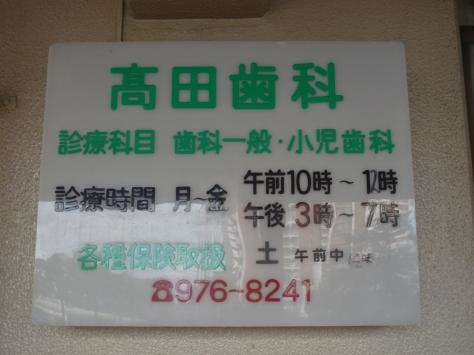 髙田歯科
診療科目 歯科一般・小児歯科
診療時間 月~金 午前10時~12時
午後3時~7時
各種保険取扱 土 午前中
☎976-8241